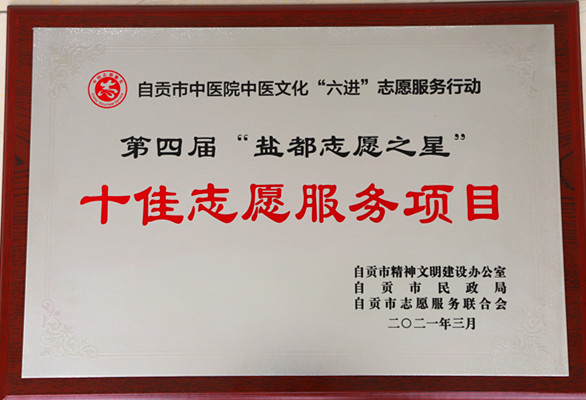 自贡市中医院中医文化“六进”志愿服务行动
第四届“盐都志愿之星”
十佳志愿服务项目
自贡市精神文明建设办公室
自贡市民政局
自贡市志愿服务联合会
二〇二一年三月